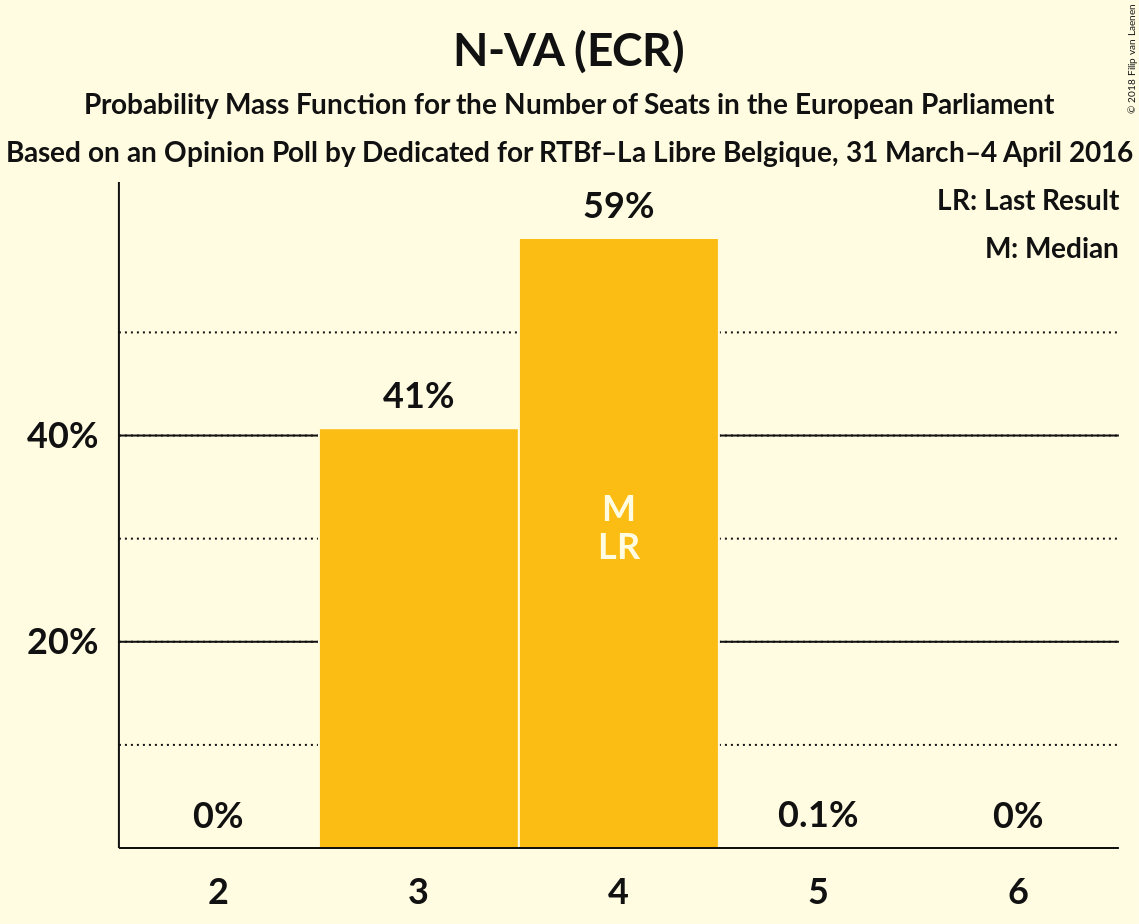 N-VA (ECR)
Probability Mass Function for the Number of Seats in the European Parliament
Based on an Opinion Poll by Dedicated for RTBf–La Libre Belgique, 31 March–4 April 2016
© 2018 Filip van Laenen
LR: Last Result
M: Median
59%
41%
40%
M
LR
20%
0%
0.1%
0%
2
3
4
5
6